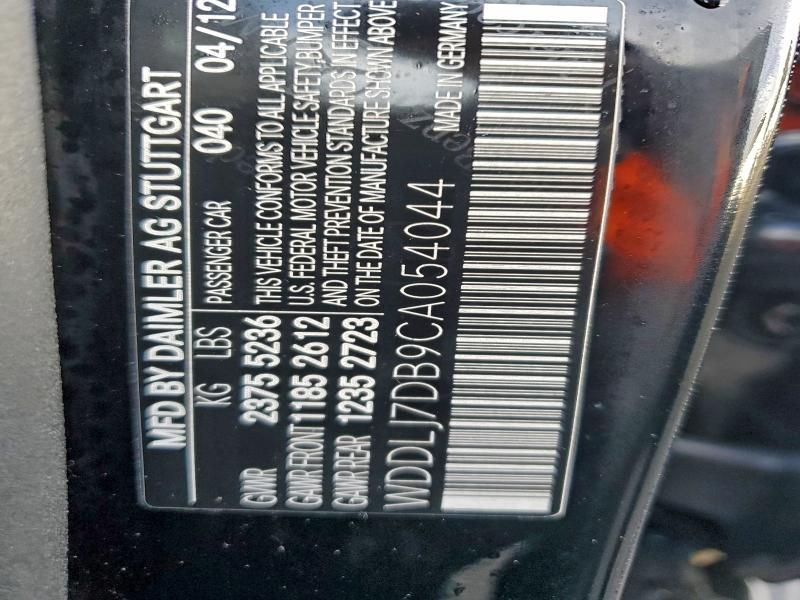 MFD BY DAIMLER AG STUTTGART
KG LBS PASSENGER CAR 040 04/12
GVWR 2375 5236 THIS VEHICLE CONFORMS TO ALL APPLICABLE
GAWR FRONT 1185 2612 U.S. FEDERAL MOTOR VEHICLE SAFETY, BUMPER
GAWR REAR 1235 2723 AND THEFT PREVENTION STANDARDS IN EFFECT
ON THE DATE OF MANUFACTURE SHOWN ABOVE
WDDLJ7DB9CA054044 MADE IN GERMANY